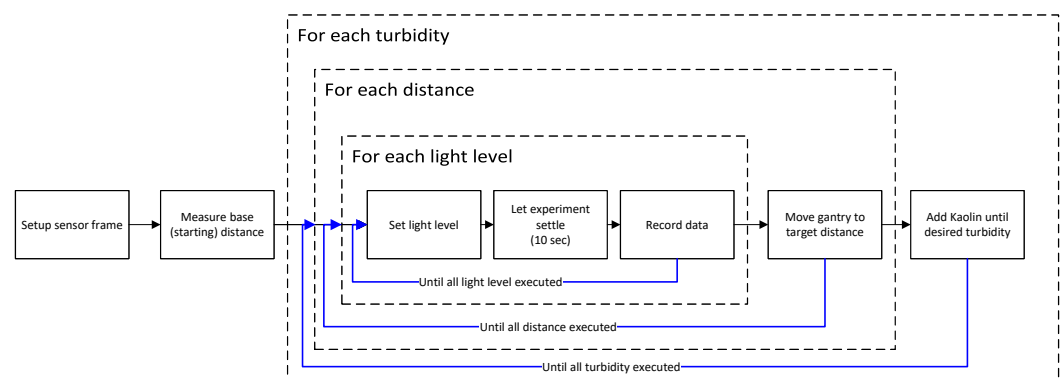 For each turbidity
For each distance
For each light level
Setup sensor frame
Measure base
(starting) distance
Set light level
Let experiment
settle
(10 sec)
Record data
Move gantry to
target distance
Add Kaolin until
desired turbidity
Until all light level executed
Until all distance executed
Until all turbidity executed